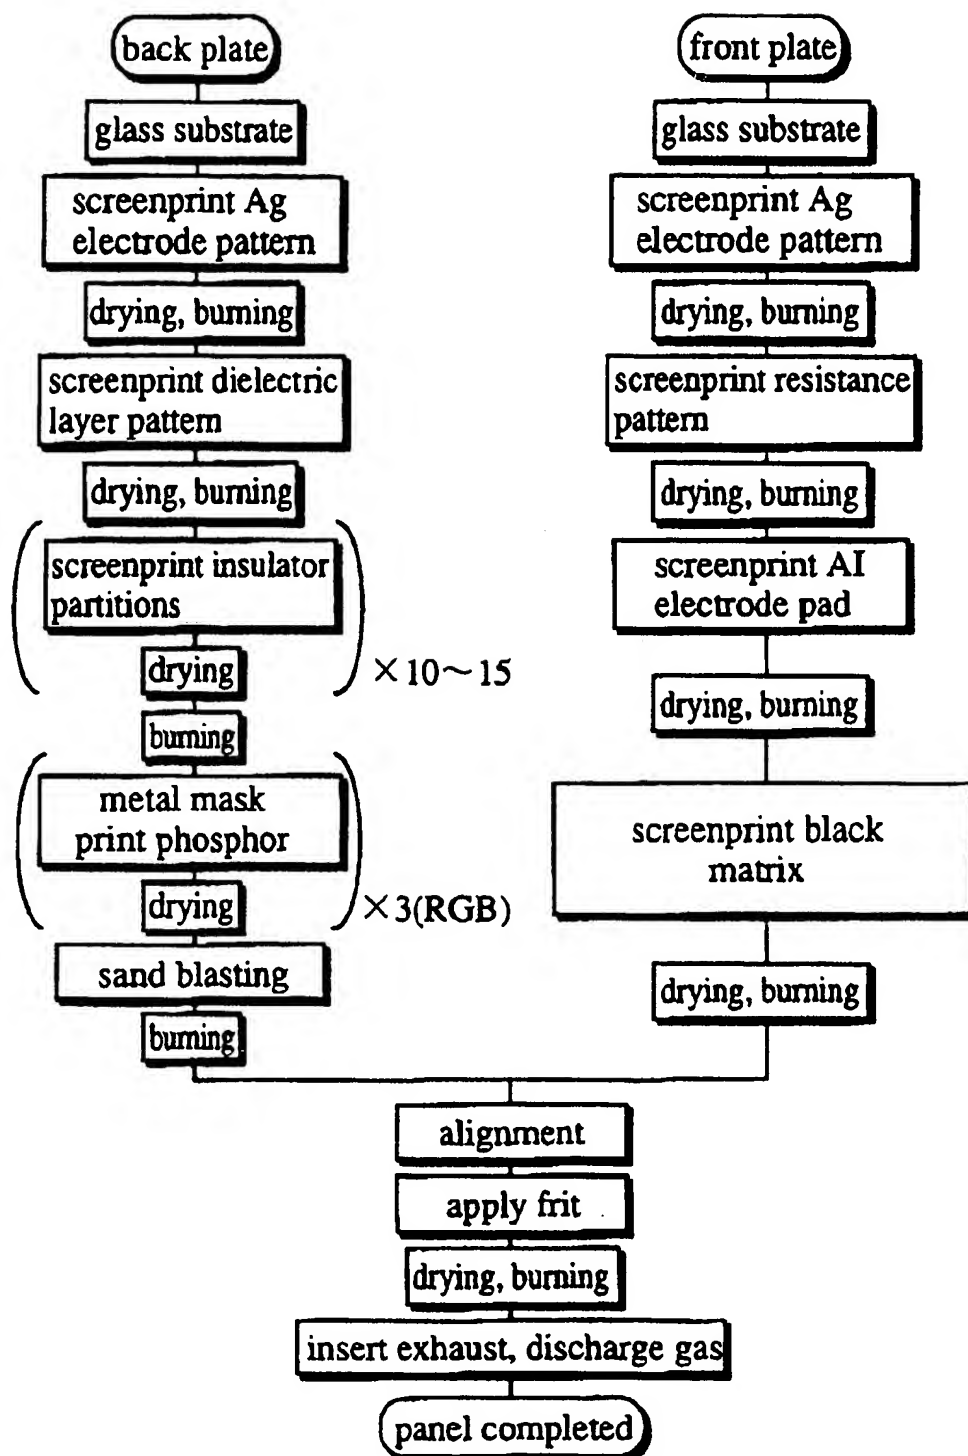 back plate
glass substrate
screenprint Ag
electrode pattern
drying, burning
screenprint dielectric
layer pattern
drying, burning
screenprint insulator
partitions
drying
×10~15
burning
metal mask
print phosphor
drying
×3(RGB)
sand blasting
burning
front plate
glass substrate
screenprint Ag
electrode pattern
drying, burning
screenprint resistance
pattern
drying, burning
screenprint AI
electrode pad
drying, burning
screenprint black
matrix
drying, burning
alignment
apply frit
drying, burning
insert exhaust, discharge gas
panel completed